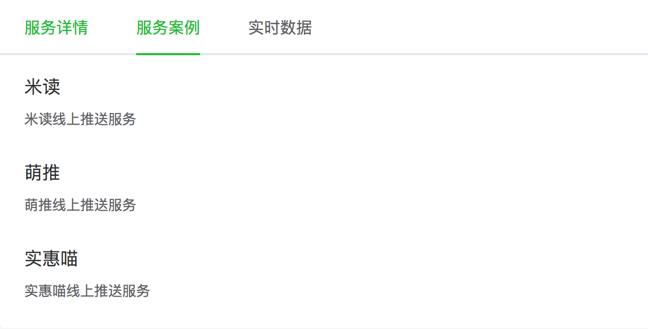 服务详情 服务案例 实时数据
米读
米读线上推送服务
萌推
萌推线上推送服务
实惠喵
实惠喵线上推送服务